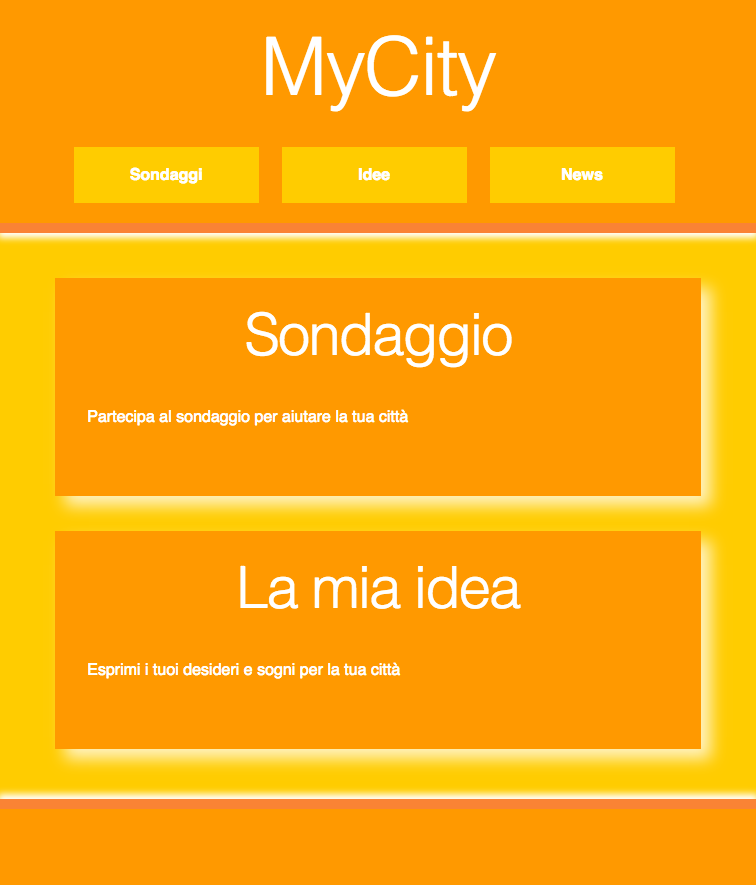 MyCity
Sondaggi
Idee
News
Sondaggio
Partecipa al sondaggio per aiutare la tua città
La mia idea
Esprimi i tuoi desideri e sogni per la tua città